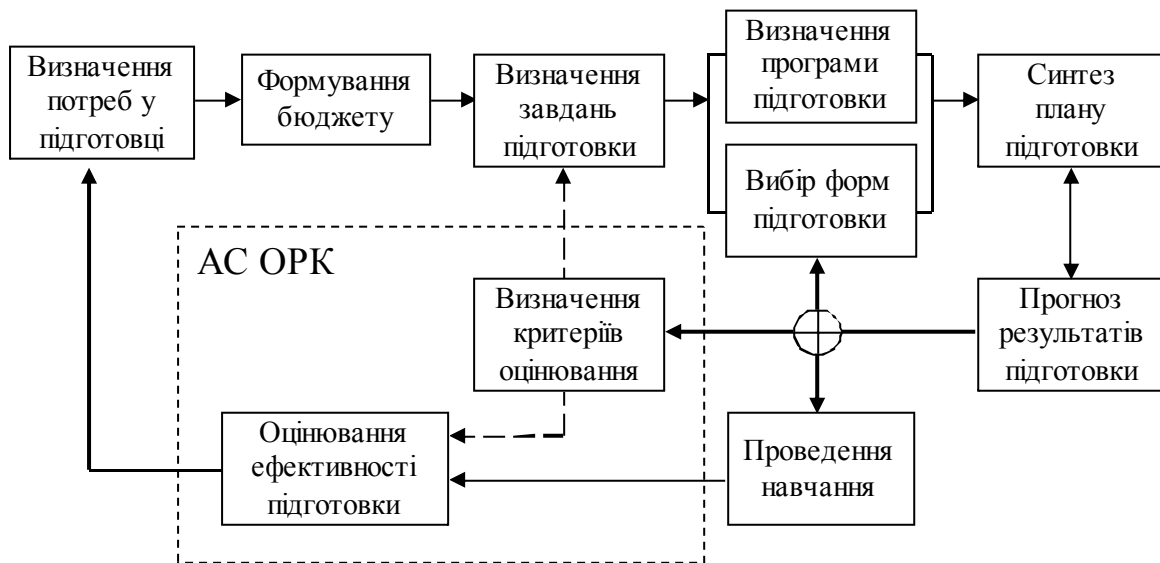 Визначення
потреб у
підготовці
Формування
бюджету
Визначення
завдань
підготовки
Визначення
програми
підготовки
Вибір форм
підготовки
Синтез
плану
підготовки
АС ОРК
Визначення
критеріїв
оцінювання
Прогноз
результатів
підготовки
Оцінювання
ефективності
підготовки
Проведення
навчання